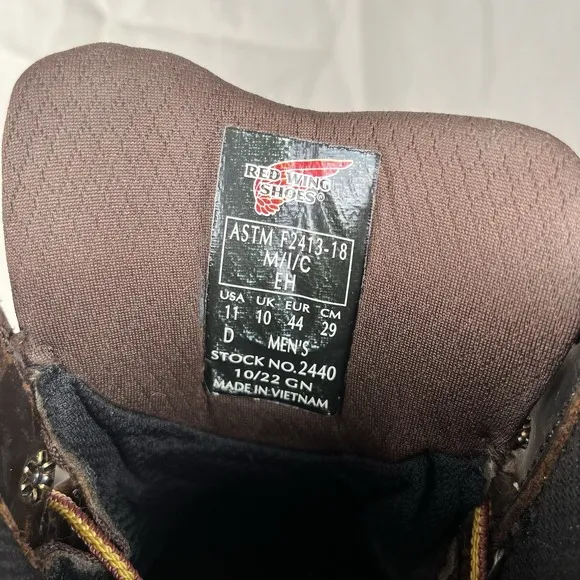 RED WING
SHOES®
ASTM F2413-18
M/I/C
EH
USA UK EUR CM
11 10 44 29
D MEN'S
STOCK NO.2440
10/22 GN
MADE IN VIETNAM